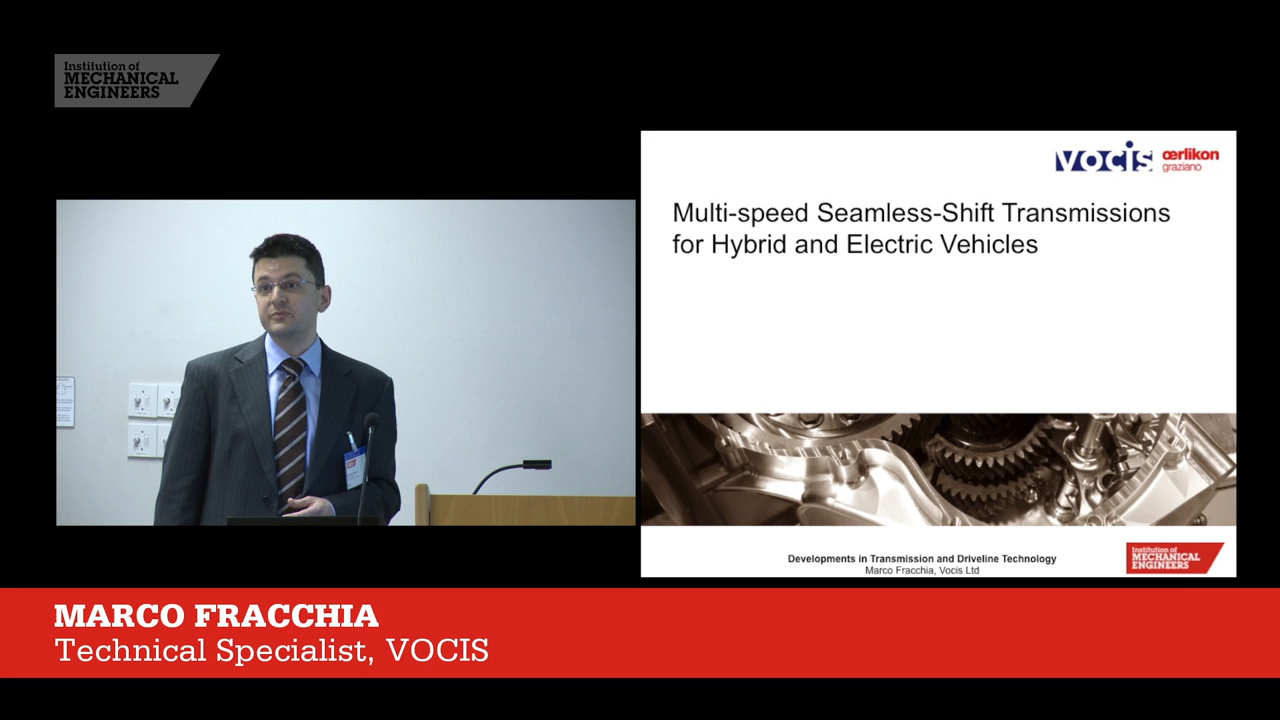 Institution of
MECHANICAL
ENGINEERS
vocis
œrlikon
graziano
Multi-speed Seamless-Shift Transmissions
for Hybrid and Electric Vehicles
Developments in Transmission and Driveline Technology
Marco Fracchia, Vocis Ltd
Institution of
MECHANICAL
ENGINEERS
MARCO FRACCHIA
Technical Specialist, VOCIS